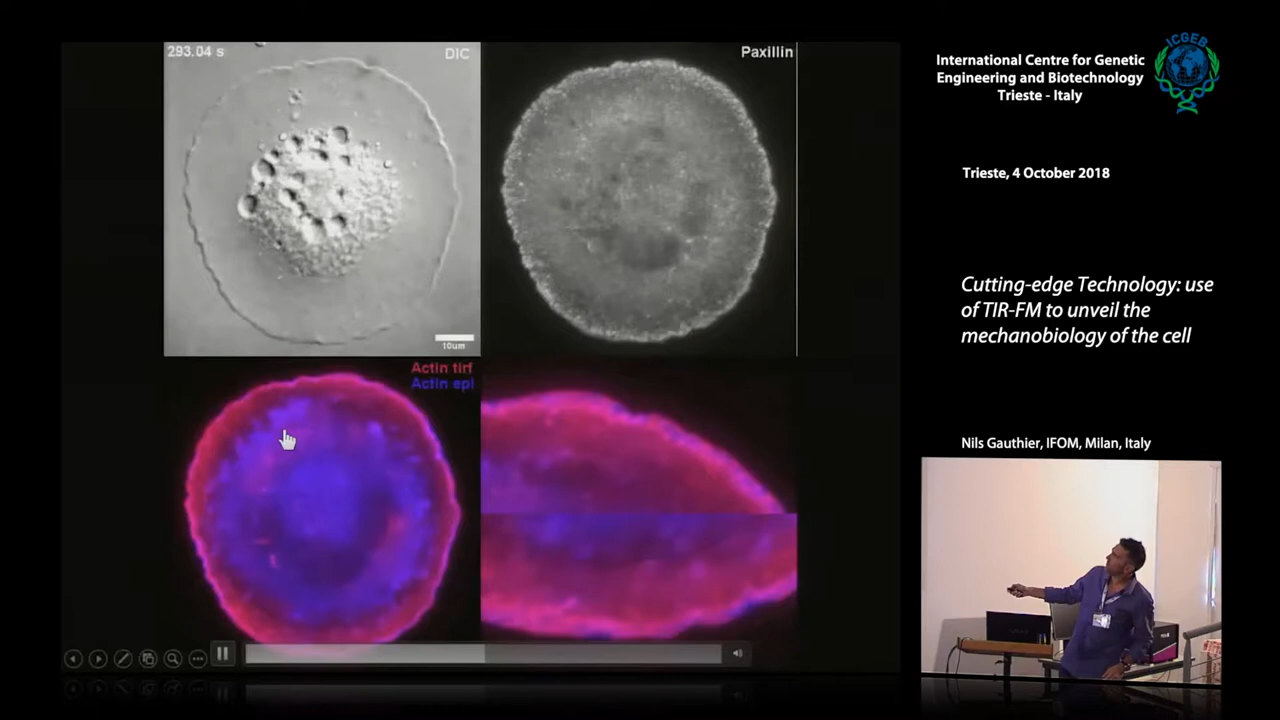 293.04 s
DIC
10um
Paxillin
Actin tirf
Actin epi
International Centre for Genetic
Engineering and Biotechnology
Trieste - Italy
ICGEB
Trieste, 4 October 2018
Cutting-edge Technology: use
of TIR-FM to unveil the
mechanobiology of the cell
Nils Gauthier, IFOM, Milan, Italy